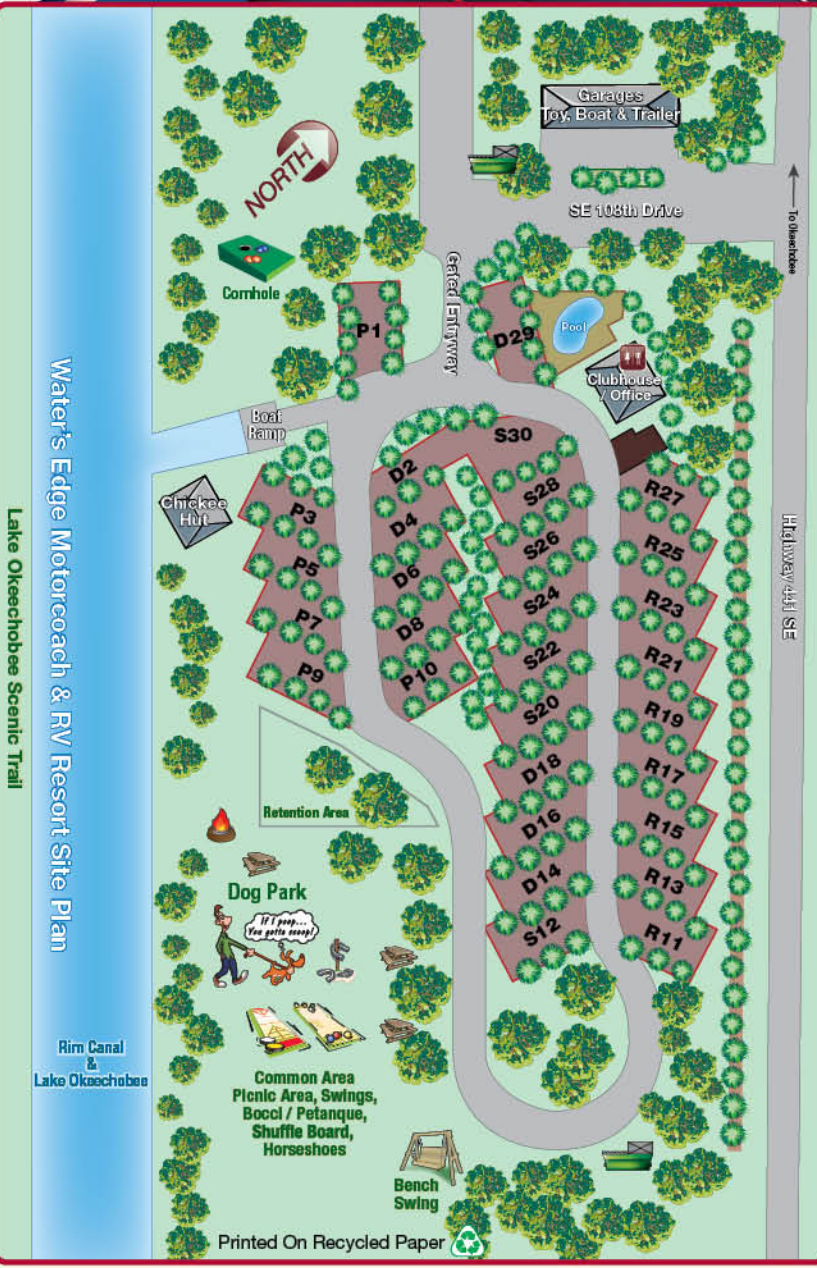 Garages
Toy, Boat & Trailer
NORTH
SE 108th Drive
To Okeechobee
Cornhole
Gated Entryway
P1
D29
Pool
Clubhouse
/ Office
Boat
Ramp
S30
Chickee
Hut
D2
S28
R27
P3
D4
S26
R25
P5
D6
S24
R23
P7
D8
S22
R21
P9
P10
S20
R19
D18
R17
D16
R15
D14
R13
S12
R11
Highway 441 SE
Retention Area
Dog Park
If I poop...
You gotta scoop!
Common Area
Picnic Area, Swings,
Bocci / Petanque,
Shuffle Board,
Horseshoes
Bench
Swing
Water's Edge Motorcoach & RV Resort Site Plan
Lake Okeechobee Scenic Trail
Rim Canal
&
Lake Okeechobee
Printed On Recycled Paper